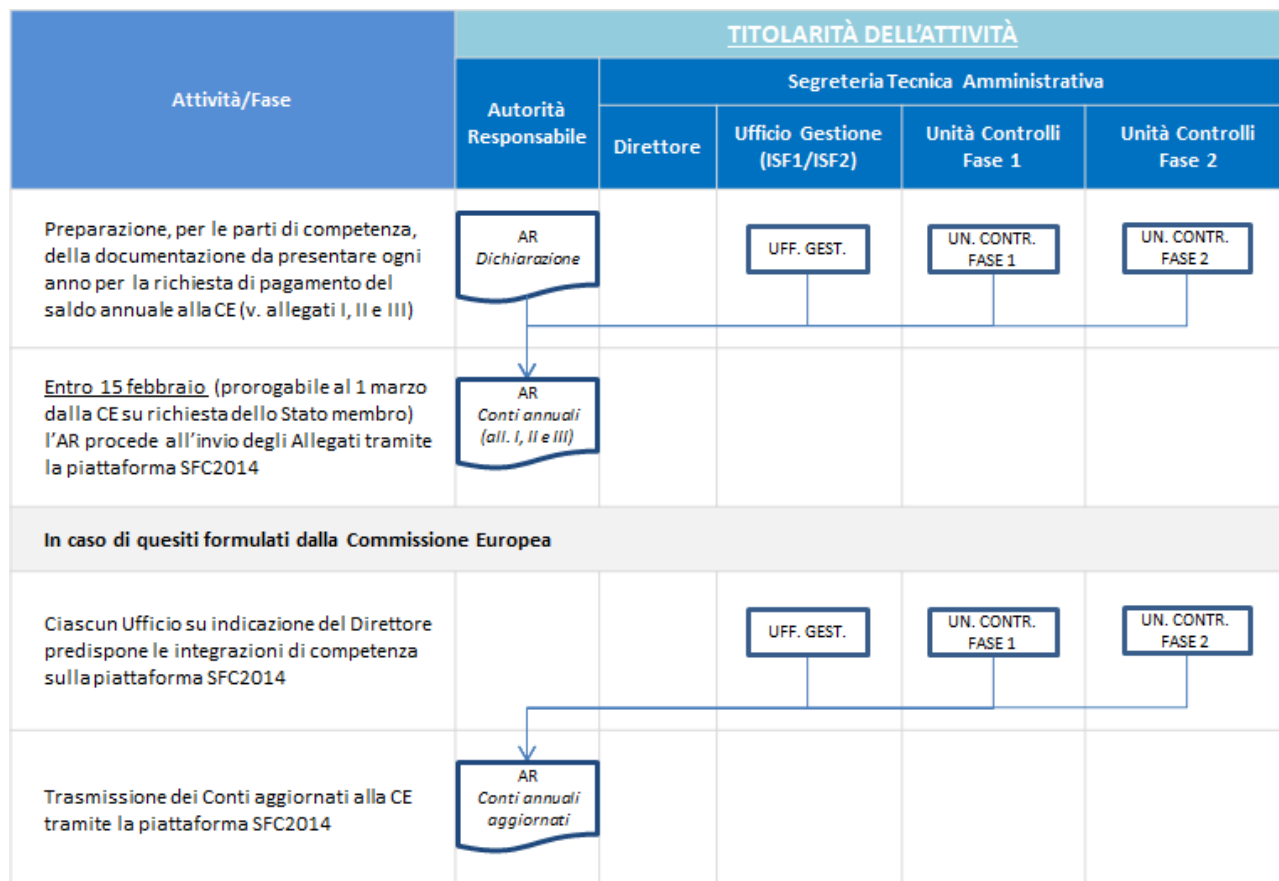 TITOLARITÀ DELL'ATTIVITÀ
Attività/Fase
Autorità
Responsabile
Segreteria Tecnica Amministrativa
Direttore
Ufficio Gestione
(ISF1/ISF2)
Unità Controlli
Fase 1
Unità Controlli
Fase 2
Preparazione, per le parti di competenza,
della documentazione da presentare ogni
anno per la richiesta di pagamento del
saldo annuale alla CE (v. allegati I, II e III)
AR
Dichiarazione
UFF. GEST.
UN. CONTR.
FASE 1
UN. CONTR.
FASE 2
Entro 15 febbraio (prorogabile al 1 marzo
dalla CE su richiesta dello Stato membro)
l'AR procede all'invio degli Allegati tramite
la piattaforma SFC2014
AR
Conti annuali
(all. I, II e III)
In caso di quesiti formulati dalla Commissione Europea
Ciascun Ufficio su indicazione del Direttore
predispone le integrazioni di competenza
sulla piattaforma SFC2014
UFF. GEST.
UN. CONTR.
FASE 1
UN. CONTR.
FASE 2
Trasmissione dei Conti aggiornati alla CE
tramite la piattaforma SFC2014
AR
Conti annuali
aggiornati